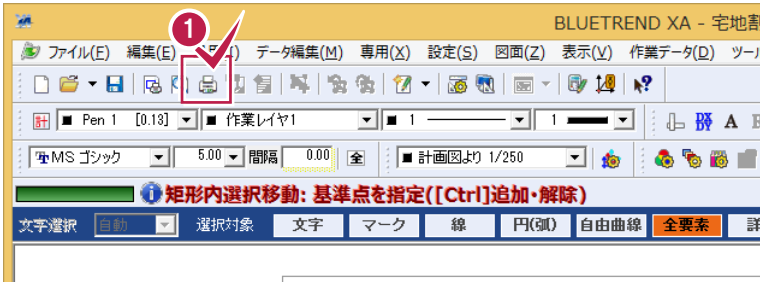 1
BLUETREND XA - 宅地
ファイル(F) 編集(E) データ編集(M) 専用(X) 設定(S) 図面(Z) 表示(V) 作業データ(D) ツー
計 Pen 1 [0.13] 作業レイヤ1 1 1 A
MS ゴシック 5.00 間隔 0.00 全 計画図より 1/250
矩形内選択移動: 基準点を指定([Ctrl]追加・解除)
文字選択 自動 選択対象 文字 マーク 線 円(弧) 自由曲線 全要素